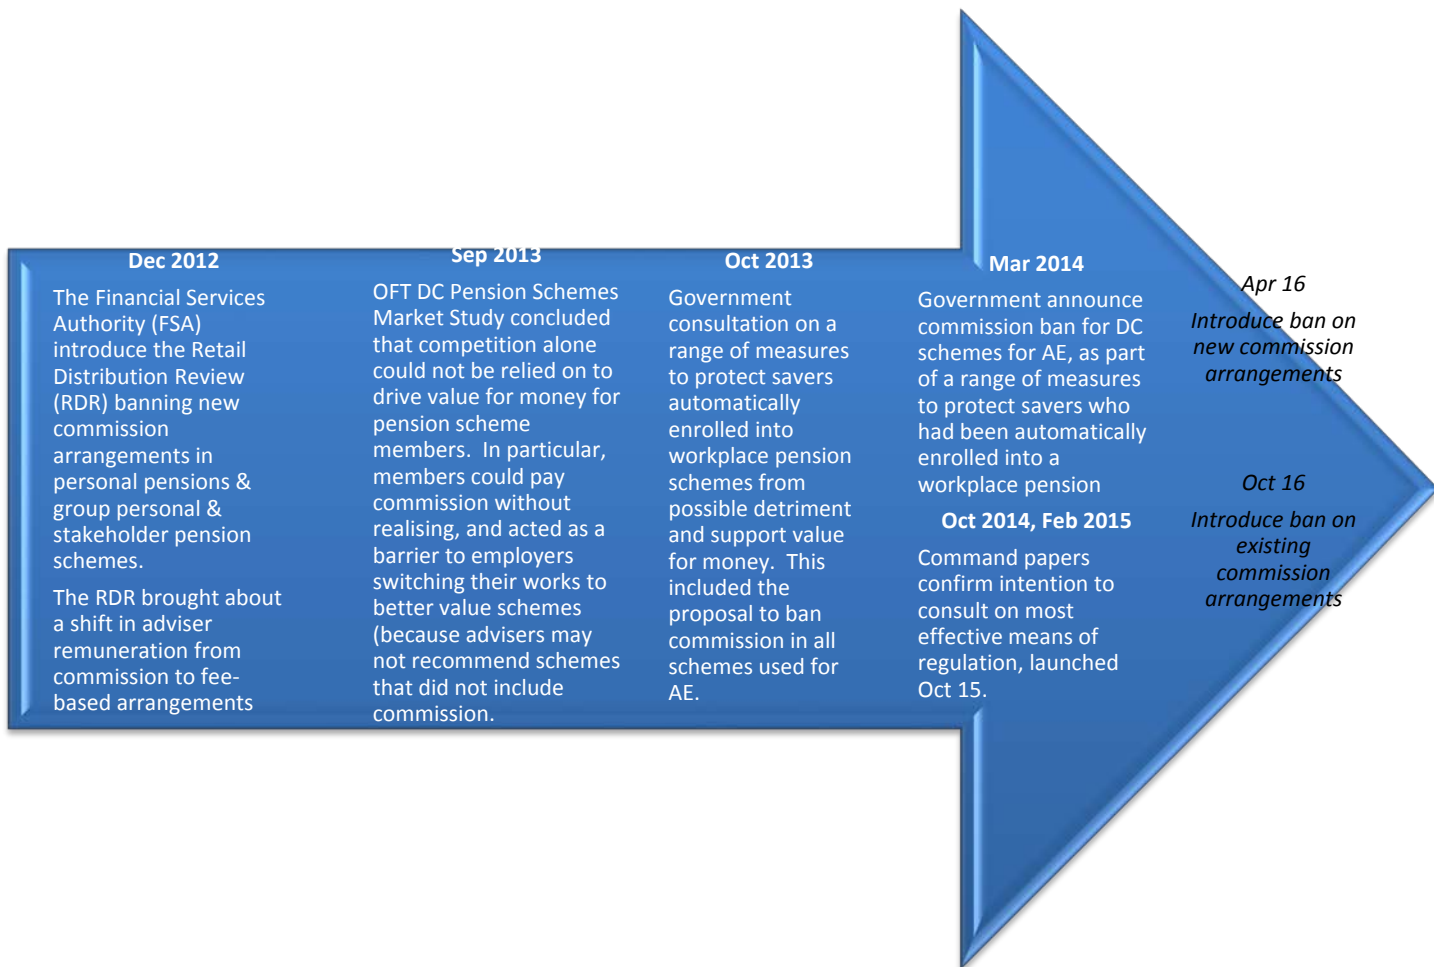 Dec 2012
The Financial Services
Authority (FSA)
introduce the Retail
Distribution Review
(RDR) banning new
commission
arrangements in
personal pensions &
group personal &
stakeholder pension
schemes.
The RDR brought about
a shift in adviser
remuneration from
commission to fee-
based arrangements
Sep 2013
OFT DC Pension Schemes
Market Study concluded
that competition alone
could not be relied on to
drive value for money for
pension scheme
members.  In particular,
members could pay
commission without
realising, and acted as a
barrier to employers
switching their works to
better value schemes
(because advisers may
not recommend schemes
that did not include
commission.
Oct 2013
Government
consultation on a
range of measures
to protect savers
automatically
enrolled into
workplace pension
schemes from
possible detriment
and support value
for money.  This
included the
proposal to ban
commission in all
schemes used for
AE.
Mar 2014
Government announce
commission ban for DC
schemes for AE, as part
of a range of measures
to protect savers who
had been automatically
enrolled into a
workplace pension
Oct 2014, Feb 2015
Command papers
confirm intention to
consult on most
effective means of
regulation, launched
Oct 15.
Apr 16
Introduce ban on
new commission
arrangements
Oct 16
Introduce ban on
existing
commission
arrangements